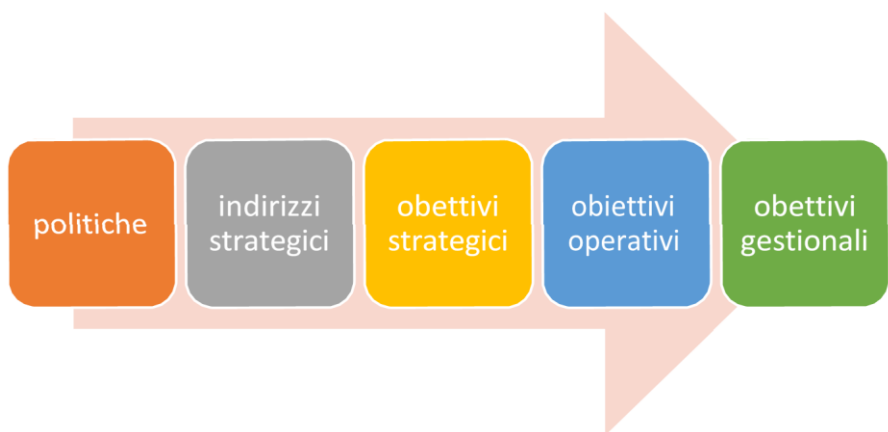 politiche
indirizzi
strategici
obettivi
strategici
obiettivi
operativi
obettivi
gestionali